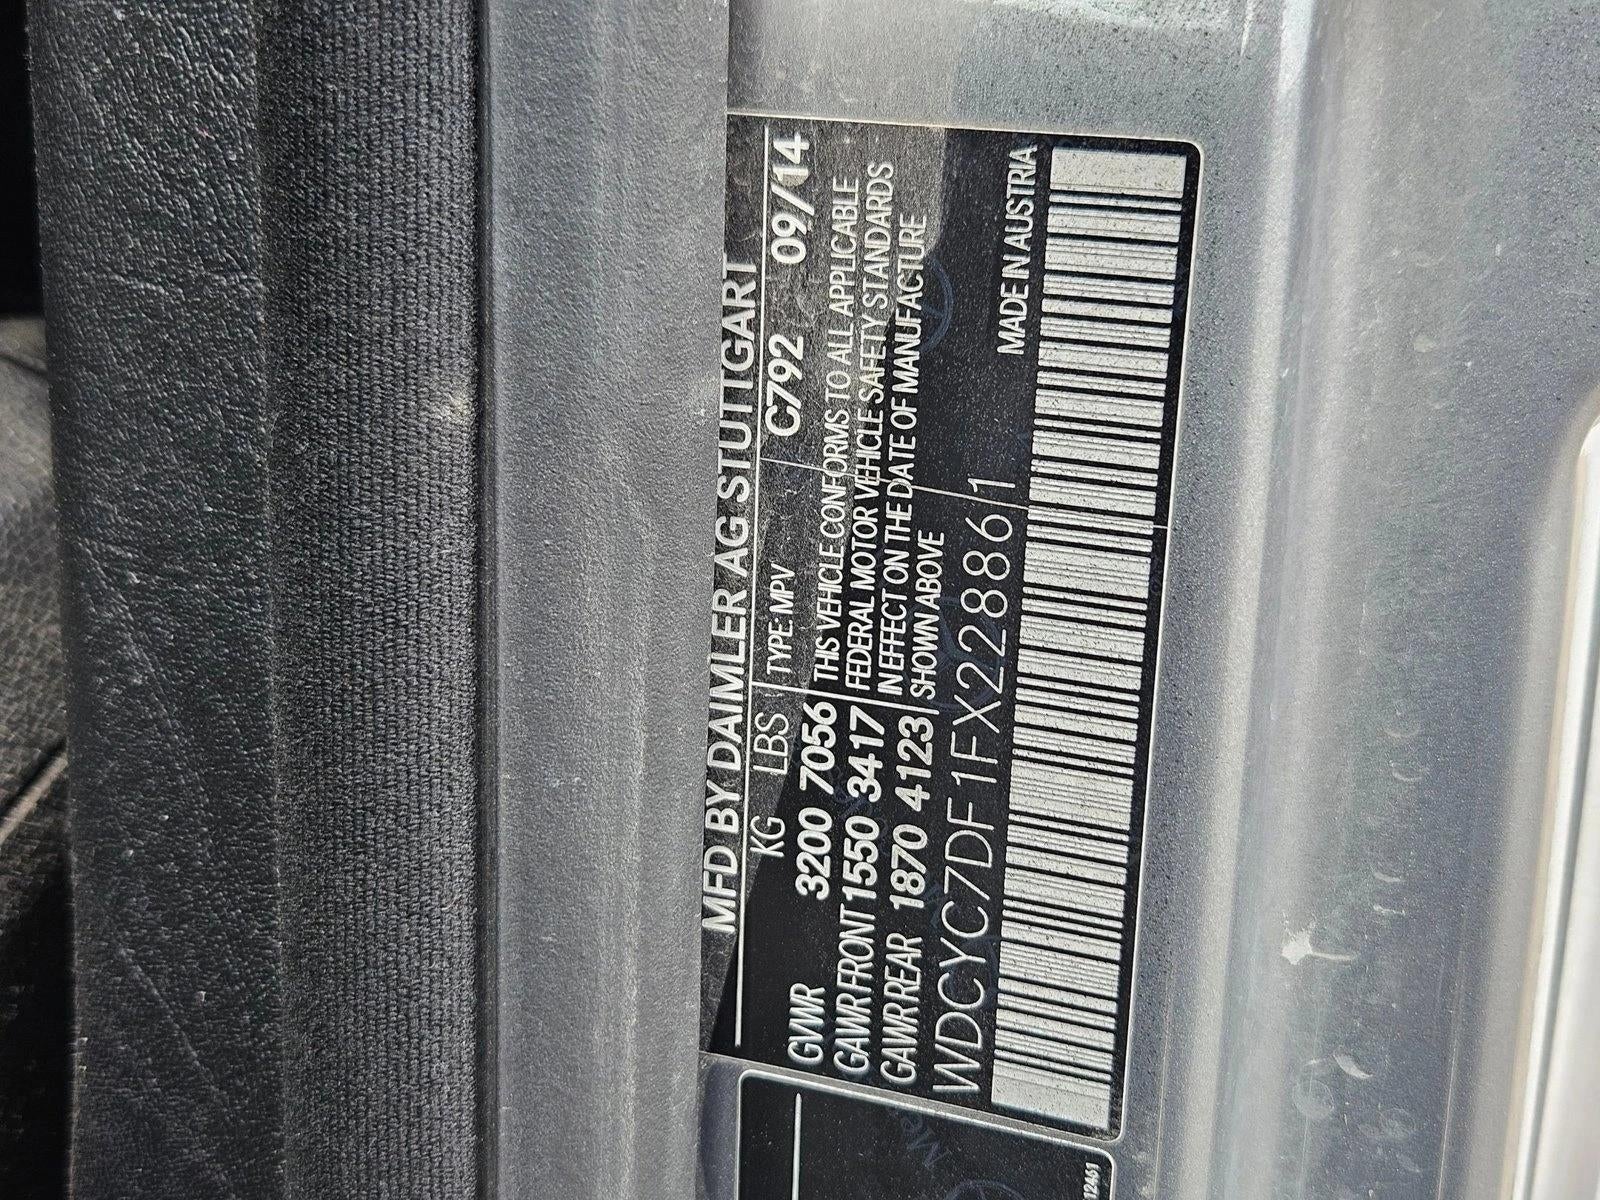 MFD BY DAIMLER AG STUTTGART
KG LBS TYPE: MPV C792 09/14
GVWR 3200 7056 THIS VEHICLE CONFORMS TO ALL APPLICABLE
GAWR FRONT 1550 3417 FEDERAL MOTOR VEHICLE SAFETY STANDARDS
GAWR REAR 1870 4123 IN EFFECT ON THE DATE OF MANUFACTURE
SHOWN ABOVE
WDCYC7DF1FX228861
MADE IN AUSTRIA
12461